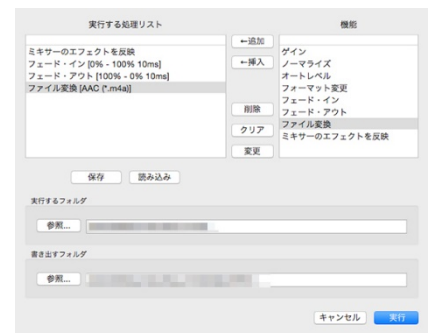 実行する処理リスト
機能
ミキサーのエフェクトを反映
フェード・イン [0% - 100% 10ms]
フェード・アウト [100% - 0% 10ms]
ファイル変換 [AAC (*.m4a)]
←追加
←挿入
削除
クリア
変更
ゲイン
ノーマライズ
オートレベル
フォーマット変更
フェード・イン
フェード・アウト
ファイル変換
ミキサーのエフェクトを反映
保存
読み込み
実行するフォルダ
参照...
書き出すフォルダ
参照...
キャンセル
実行